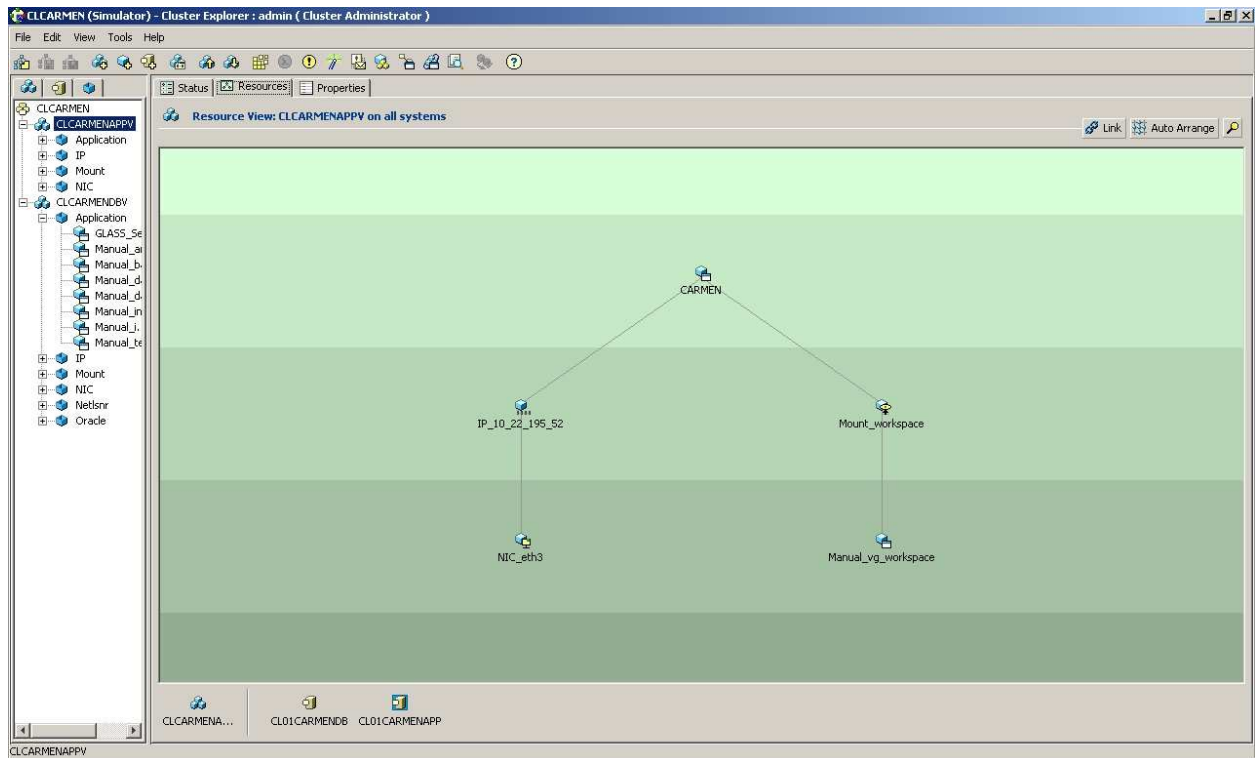 CLCARMEN (Simulator) - Cluster Explorer : admin ( Cluster Administrator )
File Edit View Tools Help
Status Resources Properties
CLCARMEN
CLCARMENAPPV
Application
IP
Mount
NIC
CLCARMENDBV
Application
GLASS_Se
Manual_a
Manual_b
Manual_d
Manual_d
Manual_in
Manual_i.
Manual_te
IP
Mount
NIC
Netlsnr
Oracle
Resource View: CLCARMENAPPV on all systems
Link Auto Arrange
CARMEN
IP_10_22_195_52 Mount_workspace
NIC_eth3 Manual_vg_workspace
CLCARMENA... CL01CARMENDB CL01CARMENAPP
CLCARMENAPPV